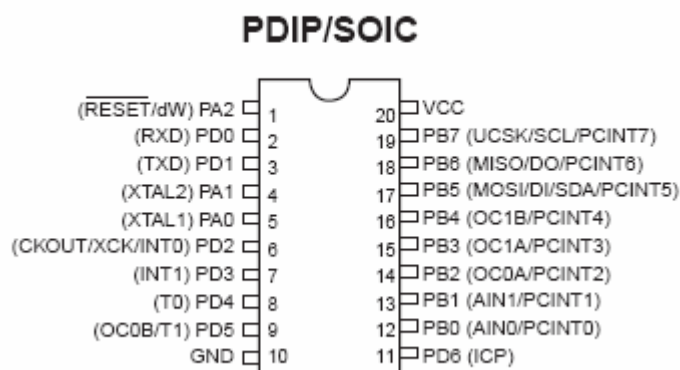 PDIP/SOIC
(RESET/dW) PA2 1 20 VCC
(RXD) PD0 2 19 PB7 (UCSK/SCL/PCINT7)
(TXD) PD1 3 18 PB6 (MISO/DO/PCINT6)
(XTAL2) PA1 4 17 PB5 (MOSI/DI/SDA/PCINT5)
(XTAL1) PA0 5 16 PB4 (OC1B/PCINT4)
(CKOUT/XCK/INT0) PD2 6 15 PB3 (OC1A/PCINT3)
(INT1) PD3 7 14 PB2 (OC0A/PCINT2)
(T0) PD4 8 13 PB1 (AIN1/PCINT1)
(OC0B/T1) PD5 9 12 PB0 (AIN0/PCINT0)
GND 10 11 PD6 (ICP)